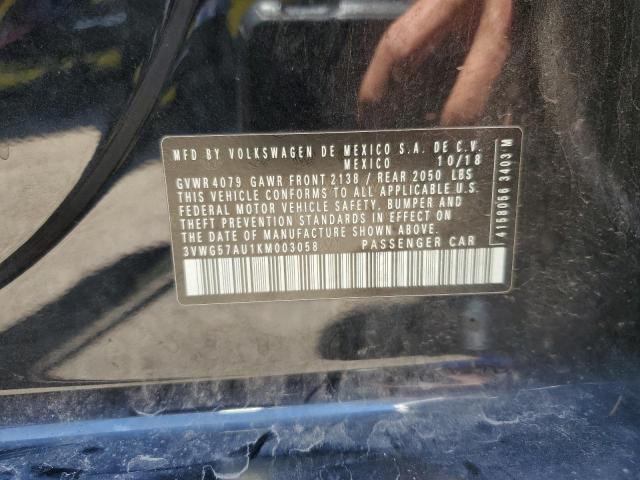 MFD BY VOLKSWAGEN DE MEXICO S.A. DE C.V.
MEXICO 10/18
GVWR 4079 GAWR FRONT 2138 / REAR 2050 LBS
THIS VEHICLE CONFORMS TO ALL APPLICABLE U.S.
FEDERAL MOTOR VEHICLE SAFETY, BUMPER AND
THEFT PREVENTION STANDARDS IN EFFECT ON
THE DATE OF MANUFACTURE SHOWN ABOVE.
3VWG57AU1KM003058 PASSENGER CAR
4158056 3403 M